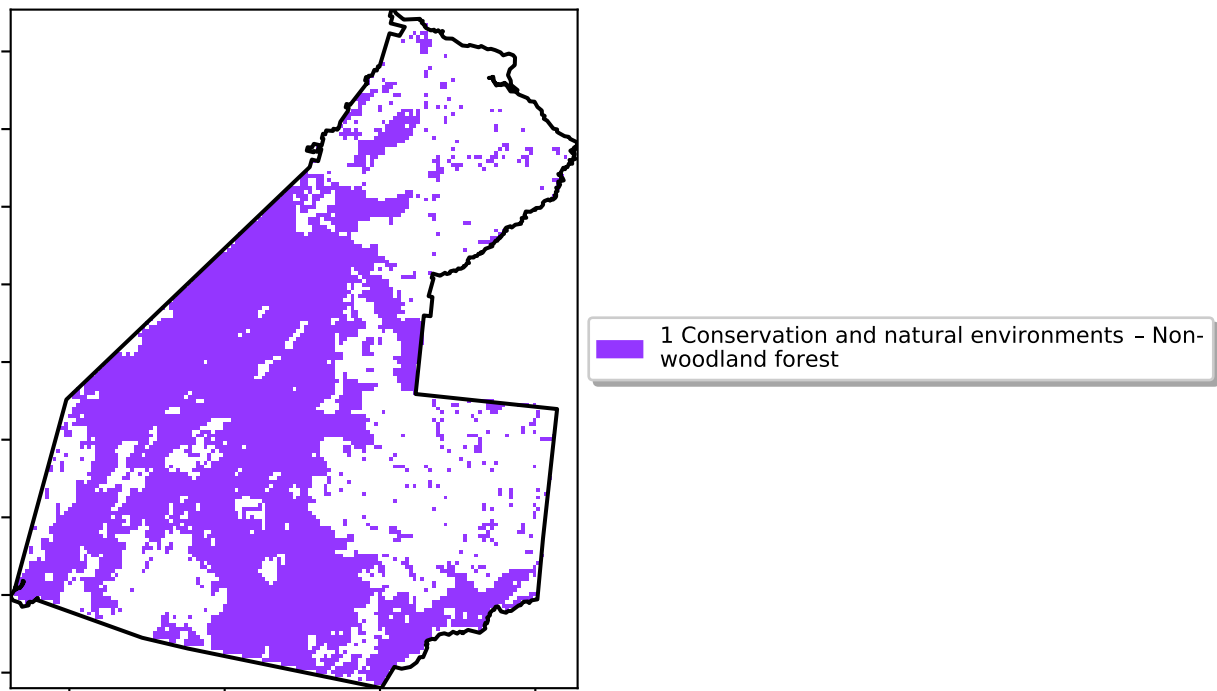 1 Conservation and natural environments – Non-
woodland forest